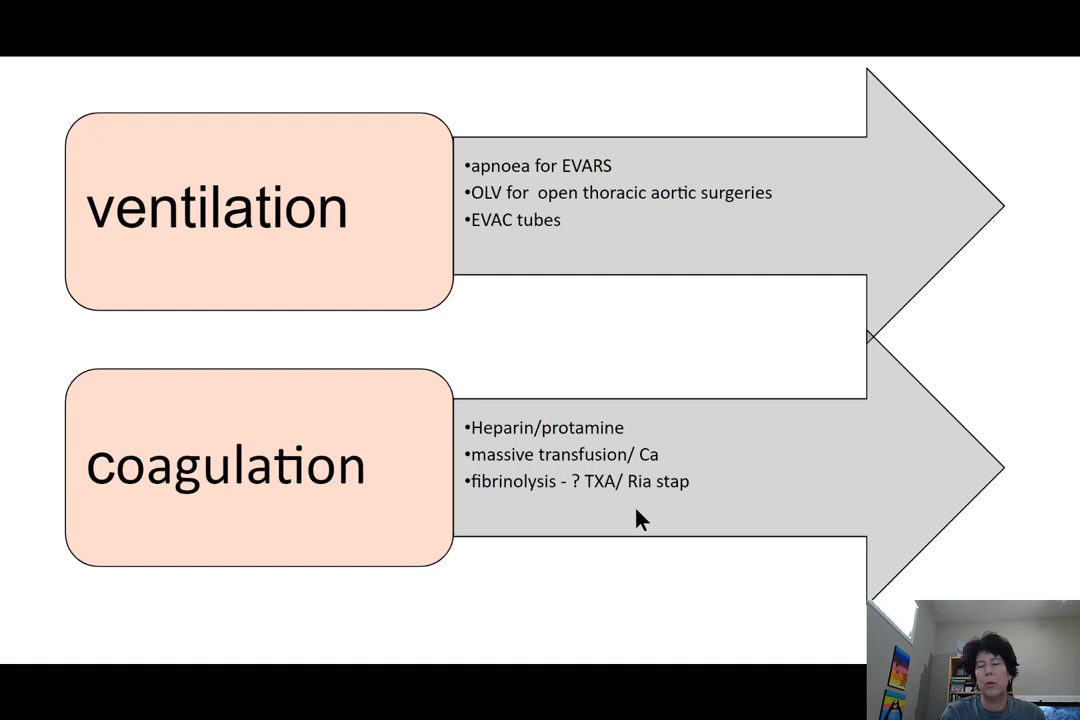 ventilation
•apnoea for EVARS
•OLV for  open thoracic aortic surgeries
•EVAC tubes
coagulation
•Heparin/protamine
•massive transfusion/ Ca
•fibrinolysis - ? TXA/ Ria stap